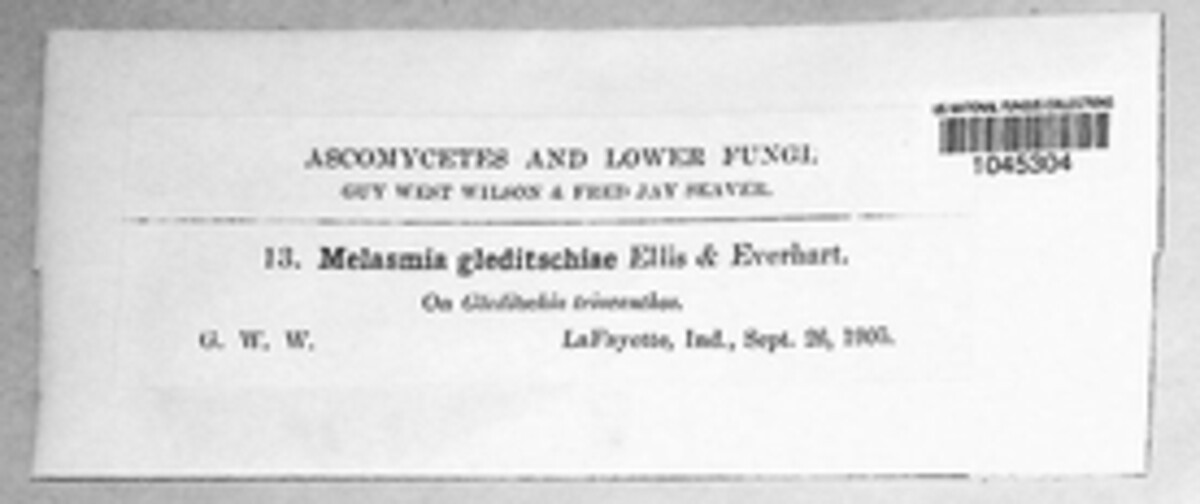 US NATIONAL FUNGUS COLLECTIONS
1045304
ASCOMYCETES AND LOWER FUNGI.
GUY WEST WILSON & FRED JAY SEAVER.
13. Melasmia gleditschiae Ellis & Everhart.
On Gleditschia triacanthos.
G. W. W.
LaFayette, Ind., Sept. 26, 1905.